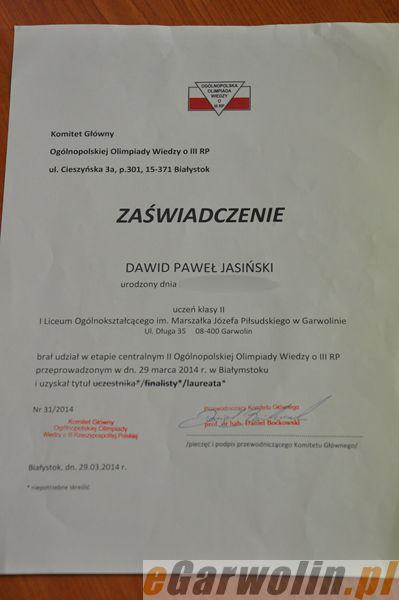 OGÓLNOPOLSKA
OLIMPIADA
WIEDZY
O
III RP
Komitet Główny
Ogólnopolskiej Olimpiady Wiedzy o III RP
ul. Cieszyńska 3a, p.301, 15-371 Białystok
ZAŚWIADCZENIE
DAWID PAWEŁ JASIŃSKI
urodzony dnia
uczeń klasy II
I Liceum Ogólnokształcącego im. Marszałka Józefa Piłsudskiego w Garwolinie
Ul. Długa 35 08-400 Garwolin
brał udział w etapie centralnym II Ogólnopolskiej Olimpiady Wiedzy o III RP
przeprowadzonym w dn. 29 marca 2014 r. w Białymstoku
i uzyskał tytuł uczestnika*/finalisty*/laureata*
Nr 31/2014
Komitet Główny
Ogólnopolskiej Olimpiady
Wiedzy o III Rzeczypospolitej Polskiej
Przewodniczący Komitetu Głównego
prof. dr hab. Daniel Boćkowski
/pieczęć i podpis przewodniczącego Komitetu Głównego/
Białystok, dn. 29.03.2014 r.
* niepotrzebne skreślić
eGarwolin.pl